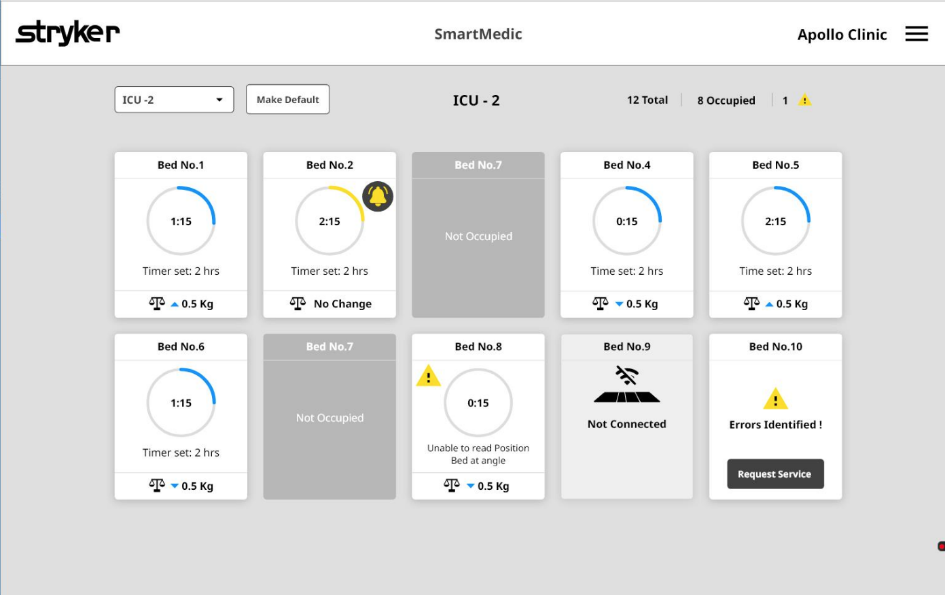 stryker
SmartMedic
Apollo Clinic
ICU -2
Make Default
ICU - 2
12 Total
8 Occupied
1
Bed No.1
1:15
Timer set: 2 hrs
0.5 Kg
Bed No.2
2:15
Timer set: 2 hrs
No Change
Bed No.7
Not Occupied
Bed No.4
0:15
Time set: 2 hrs
0.5 Kg
Bed No.5
2:15
Time set: 2 hrs
0.5 Kg
Bed No.6
1:15
Timer set: 2 hrs
0.5 Kg
Bed No.7
Not Occupied
Bed No.8
0:15
Unable to read Position
Bed at angle
0.5 Kg
Bed No.9
Not Connected
Bed No.10
Errors Identified !
Request Service